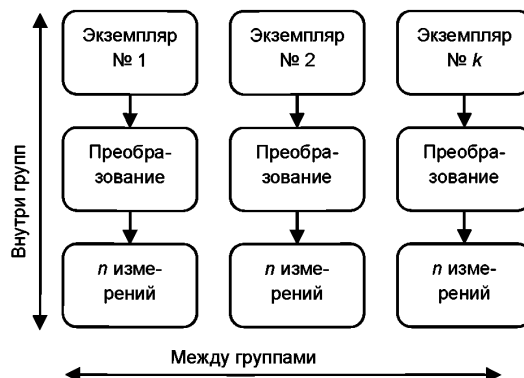 Экземпляр
№ 1
Экземпляр
№ 2
Экземпляр
№ k
Преобра-
зование
Преобра-
зование
Преобра-
зование
n изме-
рений
n изме-
рений
n изме-
рений
Внутри групп
Между группами